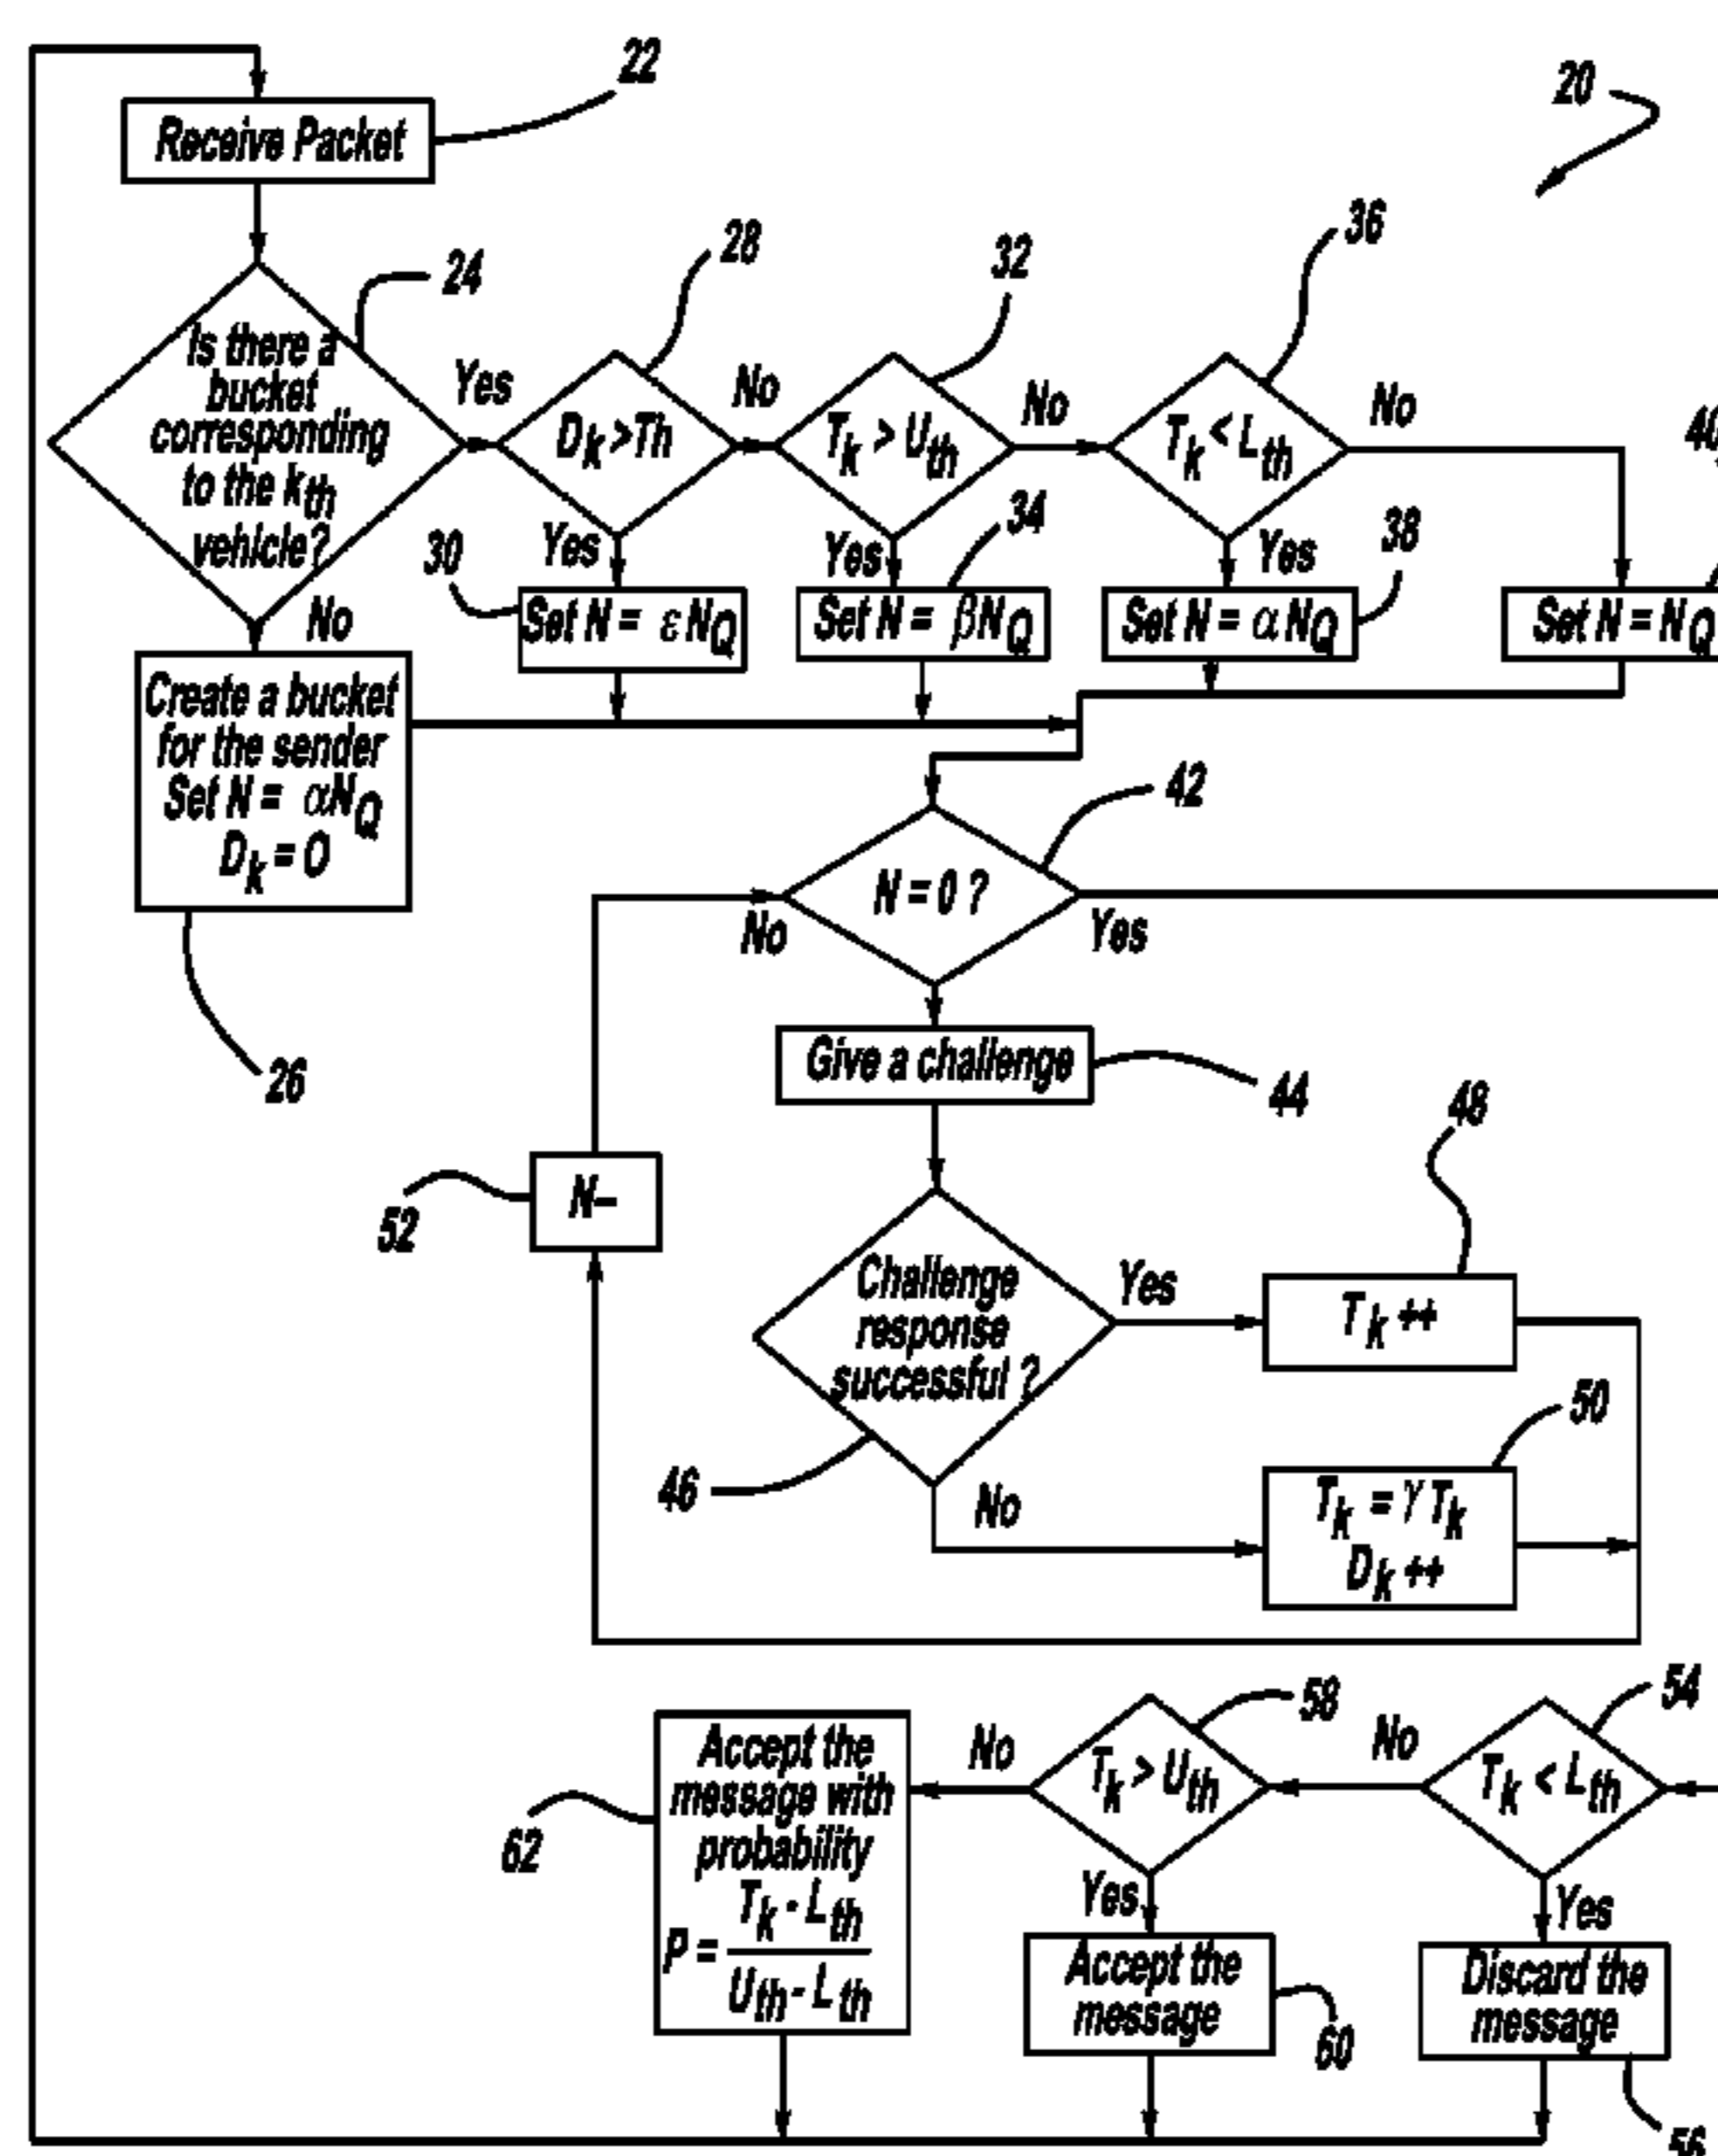 22
20
Receive Packet
24
28
32
36
Is there a
bucket
corresponding
to the kth
vehicle?
Yes
Dk > Th
No
Tk > Uth
No
Tk < Lth
No
40
30
Yes
Yes
34
Yes
38
No
Set N = εNQ
Set N = βNQ
Set N = αNQ
Set N = NQ
Create a bucket
for the sender
Set N = αNQ
Dk = 0
26
42
N = 0 ?
No
Yes
Give a challenge
44
48
52
N--
Challenge
response
successful ?
Yes
Tk ++
46
No
50
Tk = γTk
Dk ++
54
58
Tk < Lth
No
Tk > Uth
No
Accept the
message with
probability
P = Tk - Lth
Uth - Lth
62
Yes
Yes
Accept the
message
60
Discard the
message
56